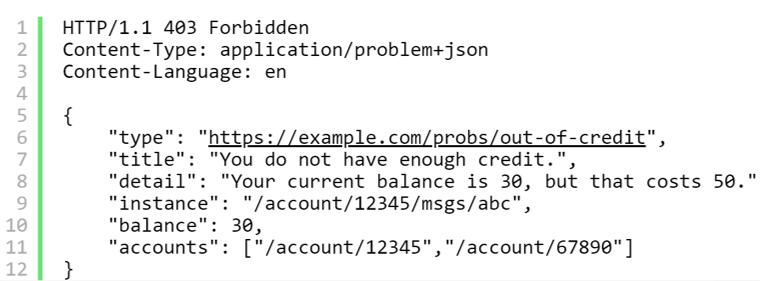 1 HTTP/1.1 403 Forbidden
2 Content-Type: application/problem+json
3 Content-Language: en
4
5 {
6     "type": "https://example.com/probs/out-of-credit",
7     "title": "You do not have enough credit.",
8     "detail": "Your current balance is 30, but that costs 50."
9     "instance": "/account/12345/msgs/abc",
10     "balance": 30,
11     "accounts": ["/account/12345","/account/67890"]
12 }